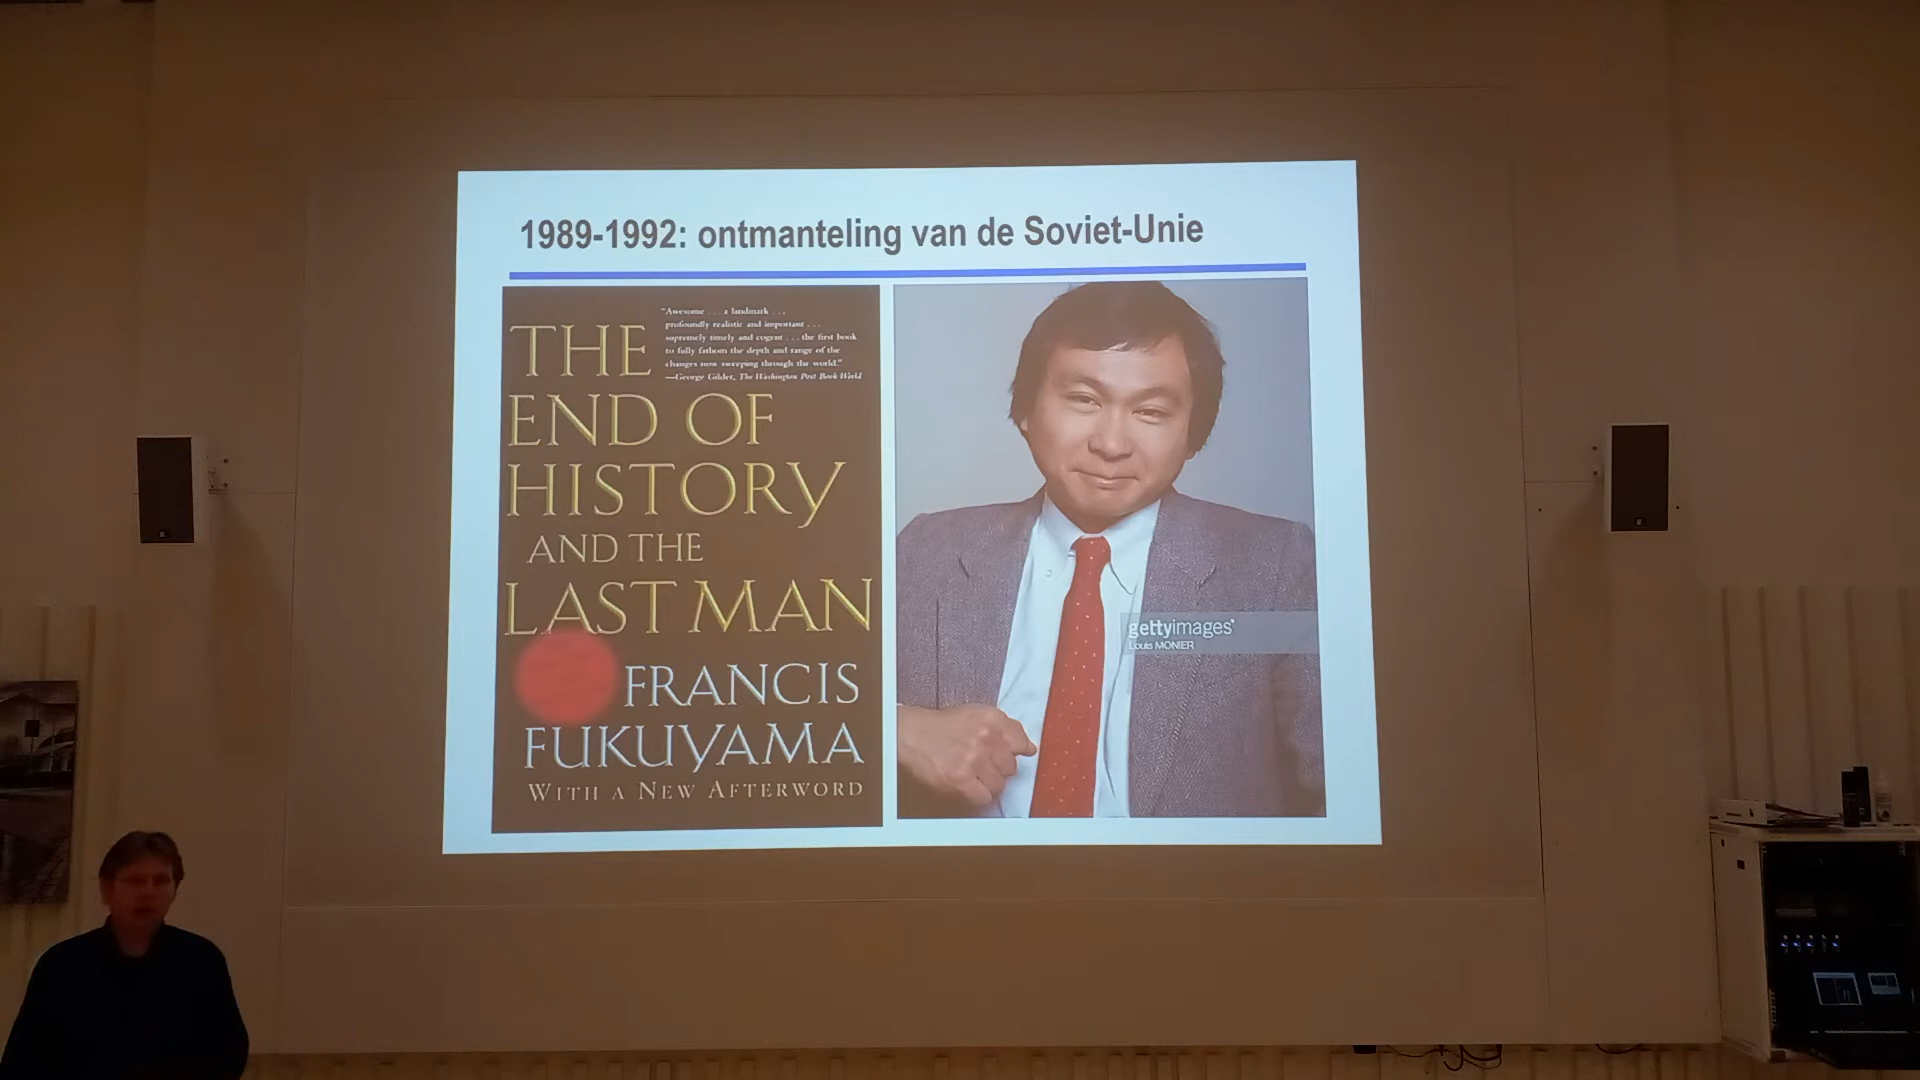 1989-1992: ontmanteling van de Soviet-Unie
"Awesome . . . a landmark . . .
profoundly realistic and important . . .
supremely timely and cogent . . . the first book
to fully fathom the depth and range of the
changes now sweeping through the world."
—George Gilder, The Washington Post Book World
THE
END OF
HISTORY
AND THE
LAST MAN
FRANCIS
FUKUYAMA
WITH A NEW AFTERWORD
gettyimages®
Louis MONIER